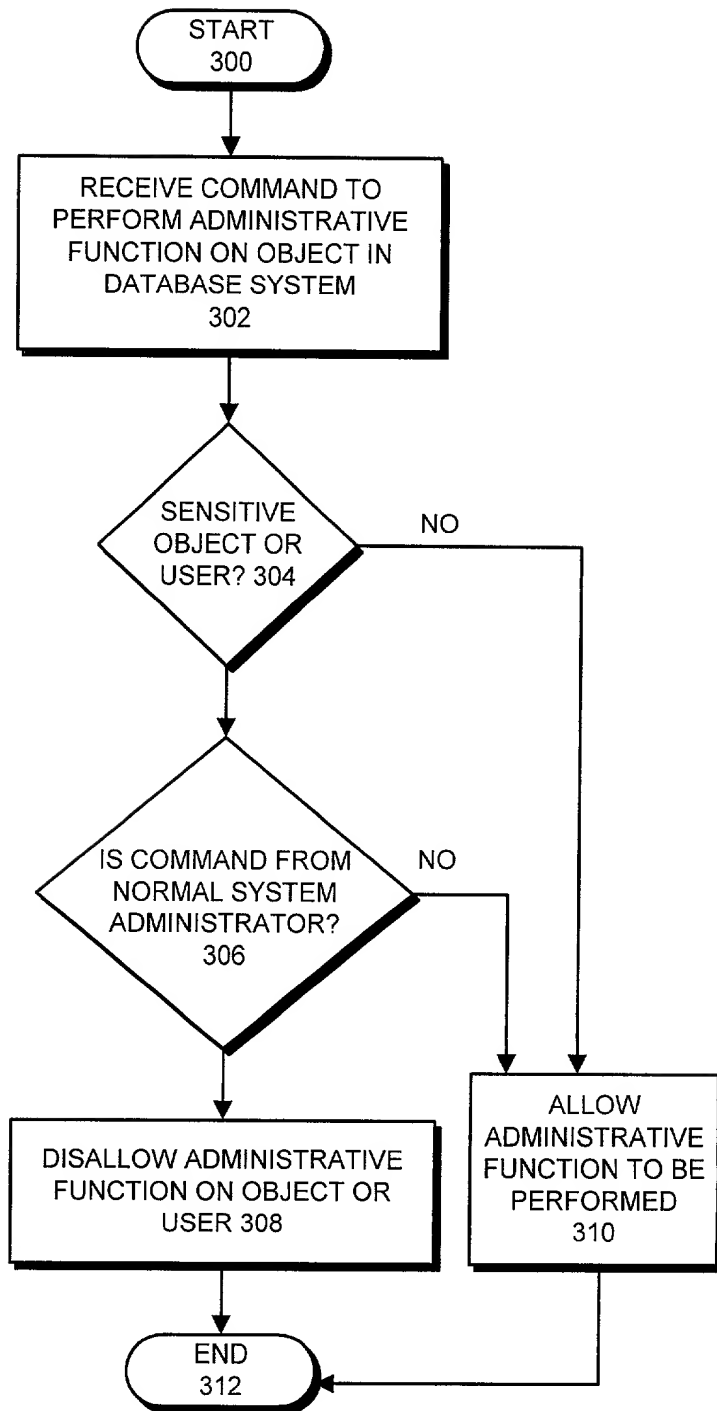 START
300
RECEIVE COMMAND TO
PERFORM ADMINISTRATIVE
FUNCTION ON OBJECT IN
DATABASE SYSTEM
302
SENSITIVE
OBJECT OR
USER? 304
NO
IS COMMAND FROM
NORMAL SYSTEM
ADMINISTRATOR?
306
NO
DISALLOW ADMINISTRATIVE
FUNCTION ON OBJECT OR
USER 308
ALLOW
ADMINISTRATIVE
FUNCTION TO BE
PERFORMED
310
END
312